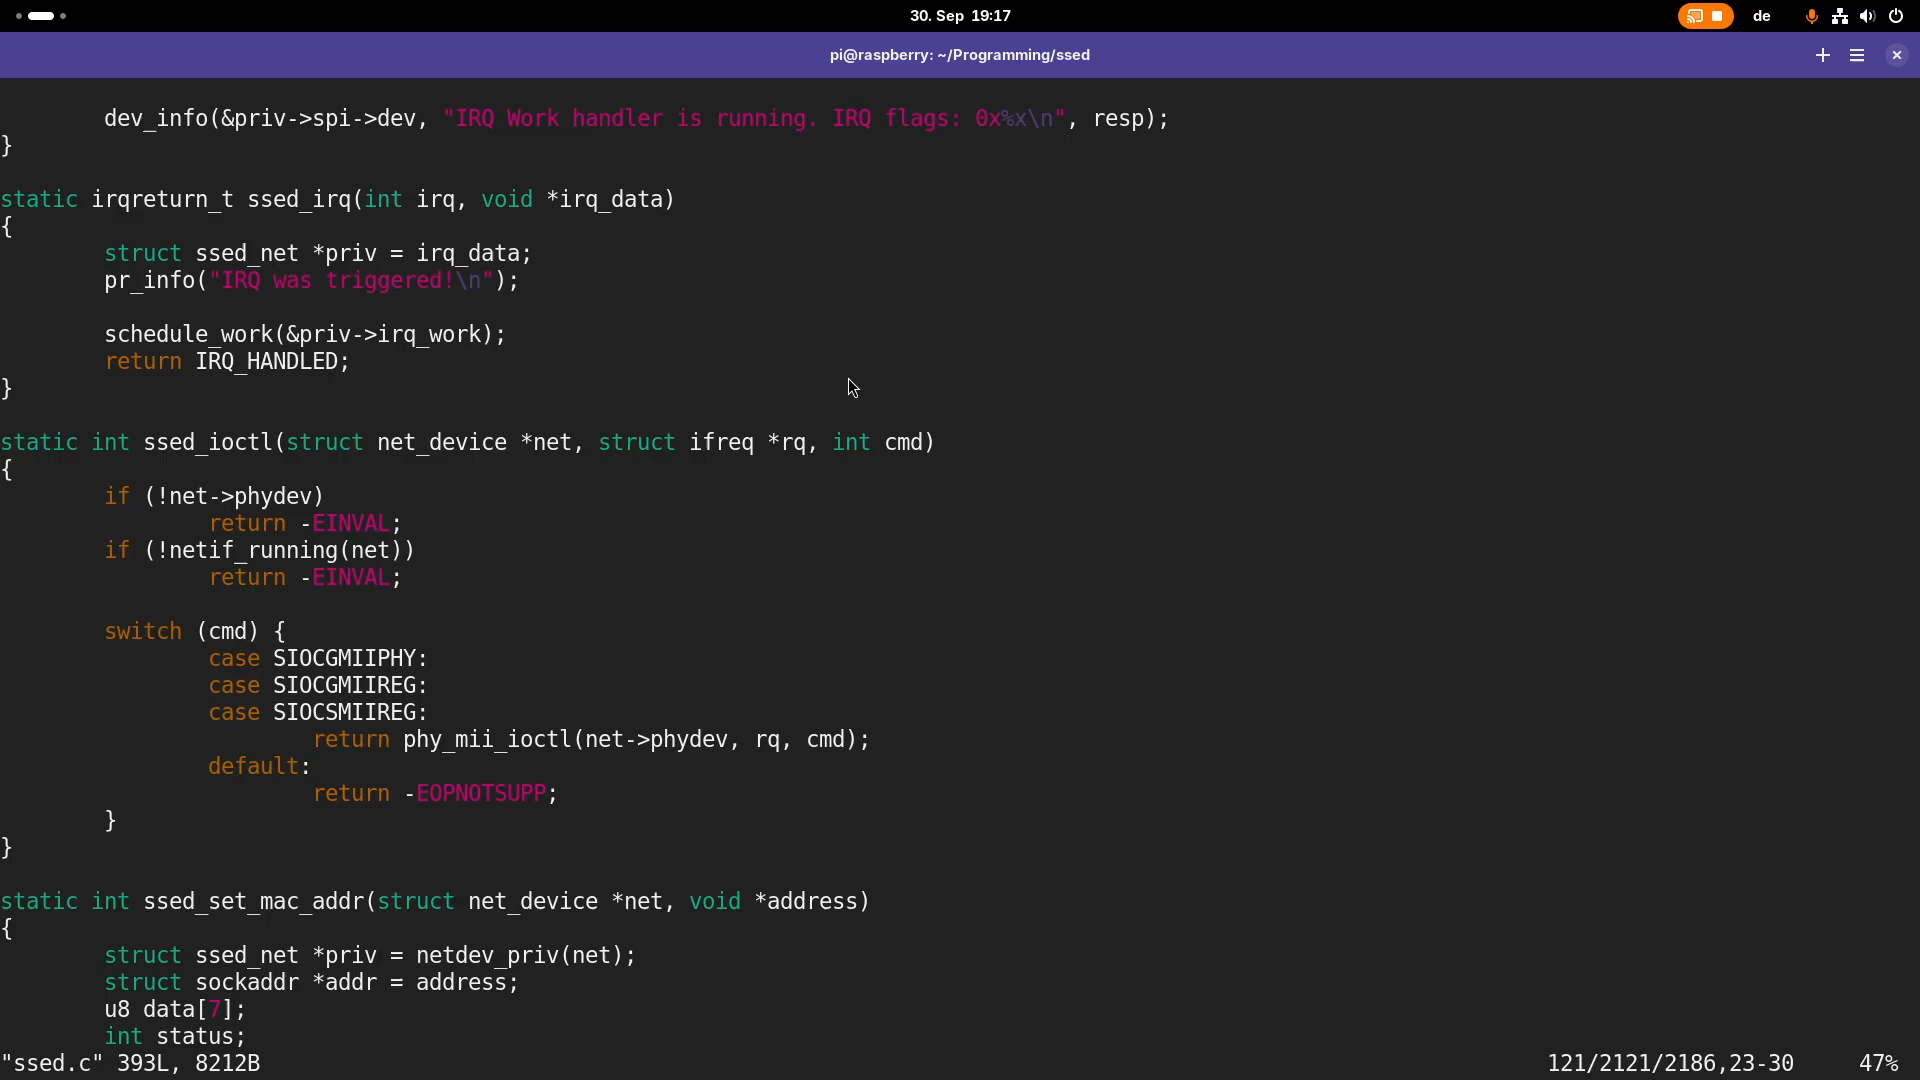 30. Sep 19:17
de
pi@raspberry: ~/Programming/ssed
dev_info(&priv->spi->dev, "IRQ Work handler is running. IRQ flags: 0x%x\n", resp);
}
static irqreturn_t ssed_irq(int irq, void *irq_data)
{
struct ssed_net *priv = irq_data;
pr_info("IRQ was triggered!\n");
schedule_work(&priv->irq_work);
return IRQ_HANDLED;
}
static int ssed_ioctl(struct net_device *net, struct ifreq *rq, int cmd)
{
if (!net->phydev)
return -EINVAL;
if (!netif_running(net))
return -EINVAL;
switch (cmd) {
case SIOCGMIIPHY:
case SIOCGMIIREG:
case SIOCSMIIREG:
return phy_mii_ioctl(net->phydev, rq, cmd);
default:
return -EOPNOTSUPP;
}
}
static int ssed_set_mac_addr(struct net_device *net, void *address)
{
struct ssed_net *priv = netdev_priv(net);
struct sockaddr *addr = address;
u8 data[7];
int status;
"ssed.c" 393L, 8212B
121/2121/2186,23-30 47%